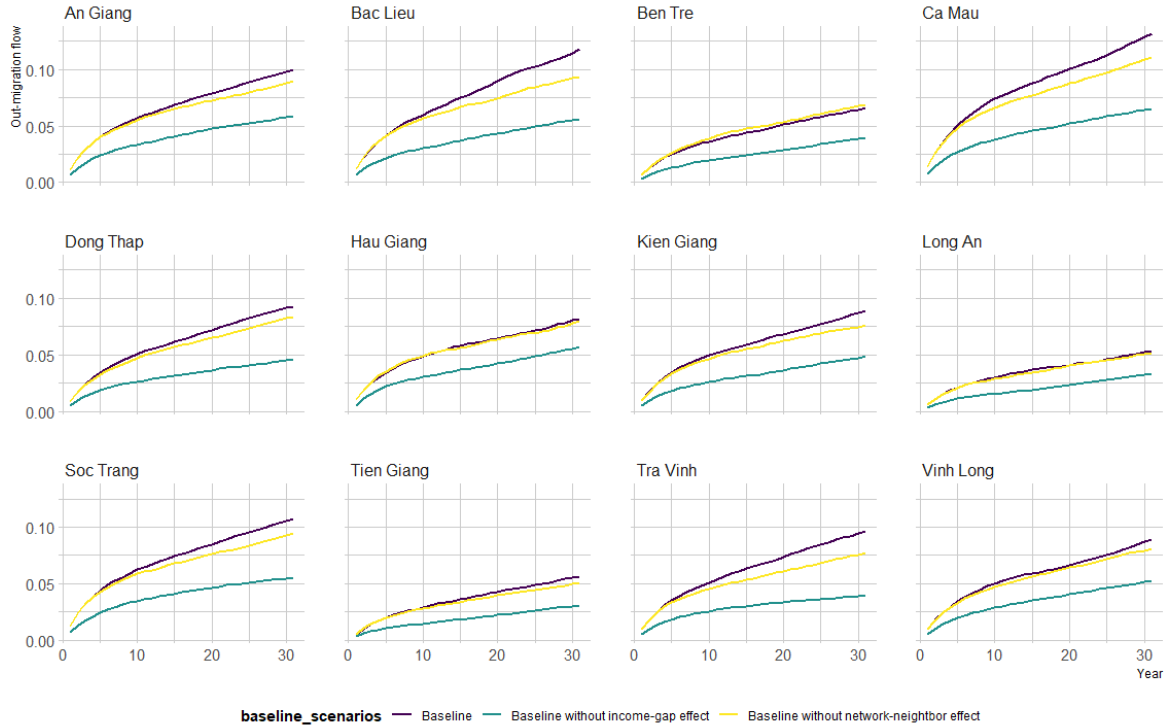 An Giang Bac Lieu Ben Tre Ca Mau
Out-migration flow
0.10
0.05
0.00
Dong Thap Hau Giang Kien Giang Long An
0.10
0.05
0.00
Soc Trang Tien Giang Tra Vinh Vinh Long
0.10
0.05
0.00
0 10 20 30 0 10 20 30 0 10 20 30 0 10 20 30
Year
baseline_scenarios Baseline Baseline without income-gap effect Baseline without network-neighbor effect